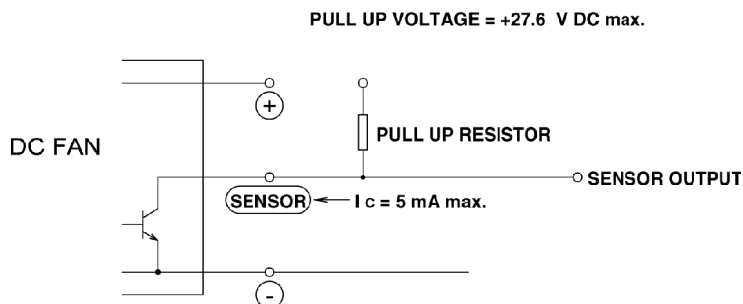 PULL UP VOLTAGE = +27.6 V DC max.
+
PULL UP RESISTOR
DC FAN
SENSOR OUTPUT
SENSOR
I c = 5 mA max.
-